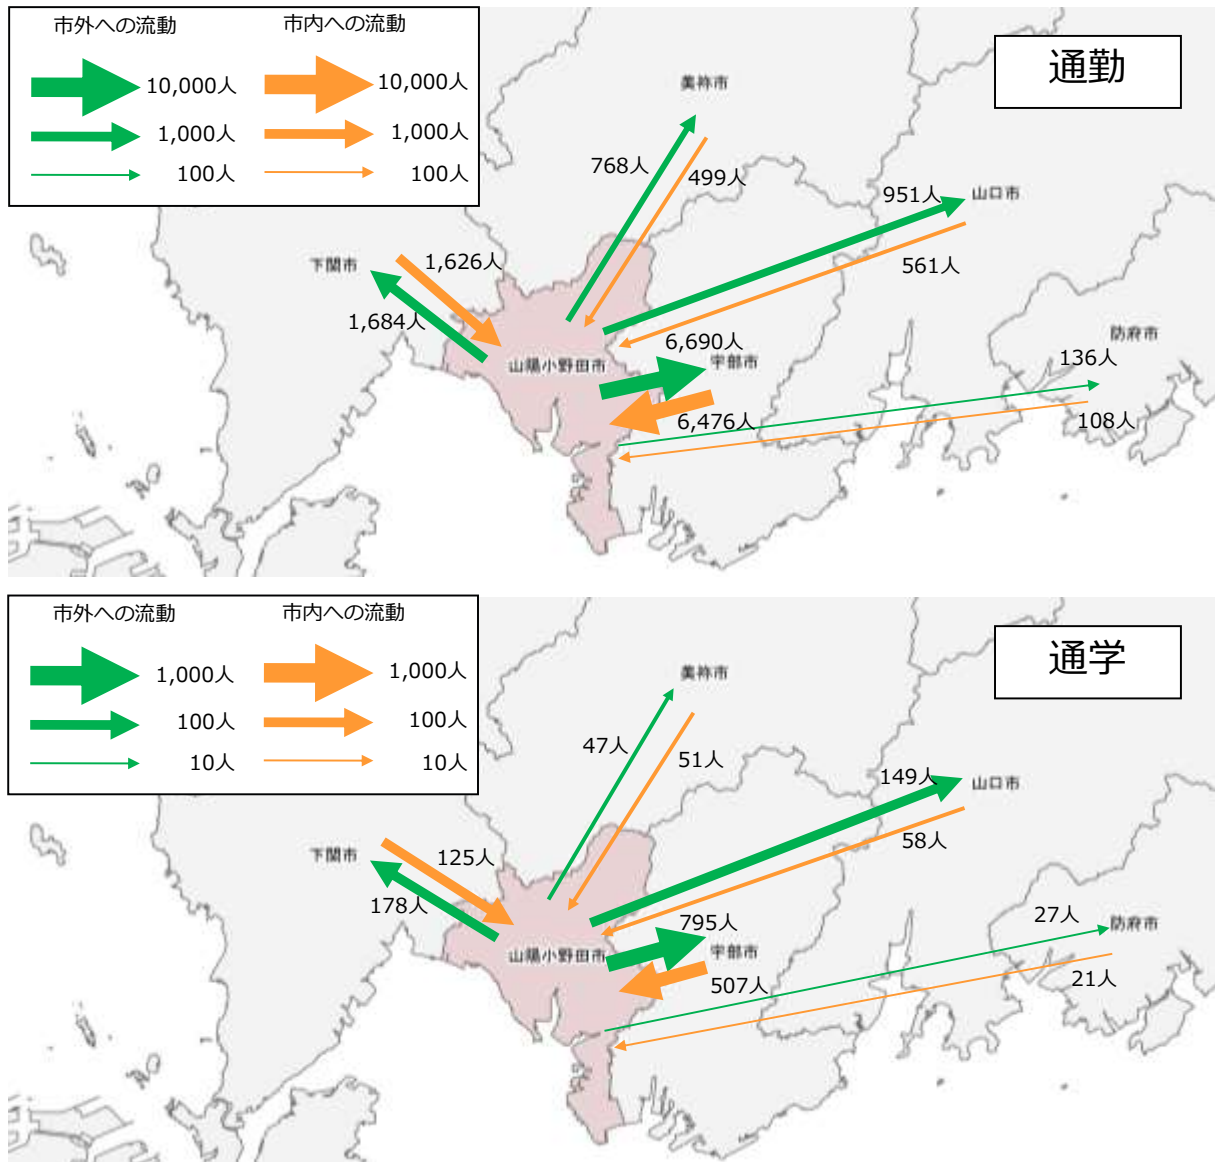 市外への流動 市内への流動
10,000人 10,000人
1,000人 1,000人
100人 100人
通勤
美祢市
768人
499人
951人
山口市
561人
下関市
1,626人
1,684人
山陽小野田市
6,690人
宇部市
6,476人
防府市
136人
108人
市外への流動 市内への流動
1,000人 1,000人
100人 100人
10人 10人
通学
美祢市
47人
51人
149人
山口市
58人
下関市
125人
178人
山陽小野田市
795人
宇部市
507人
27人
防府市
21人